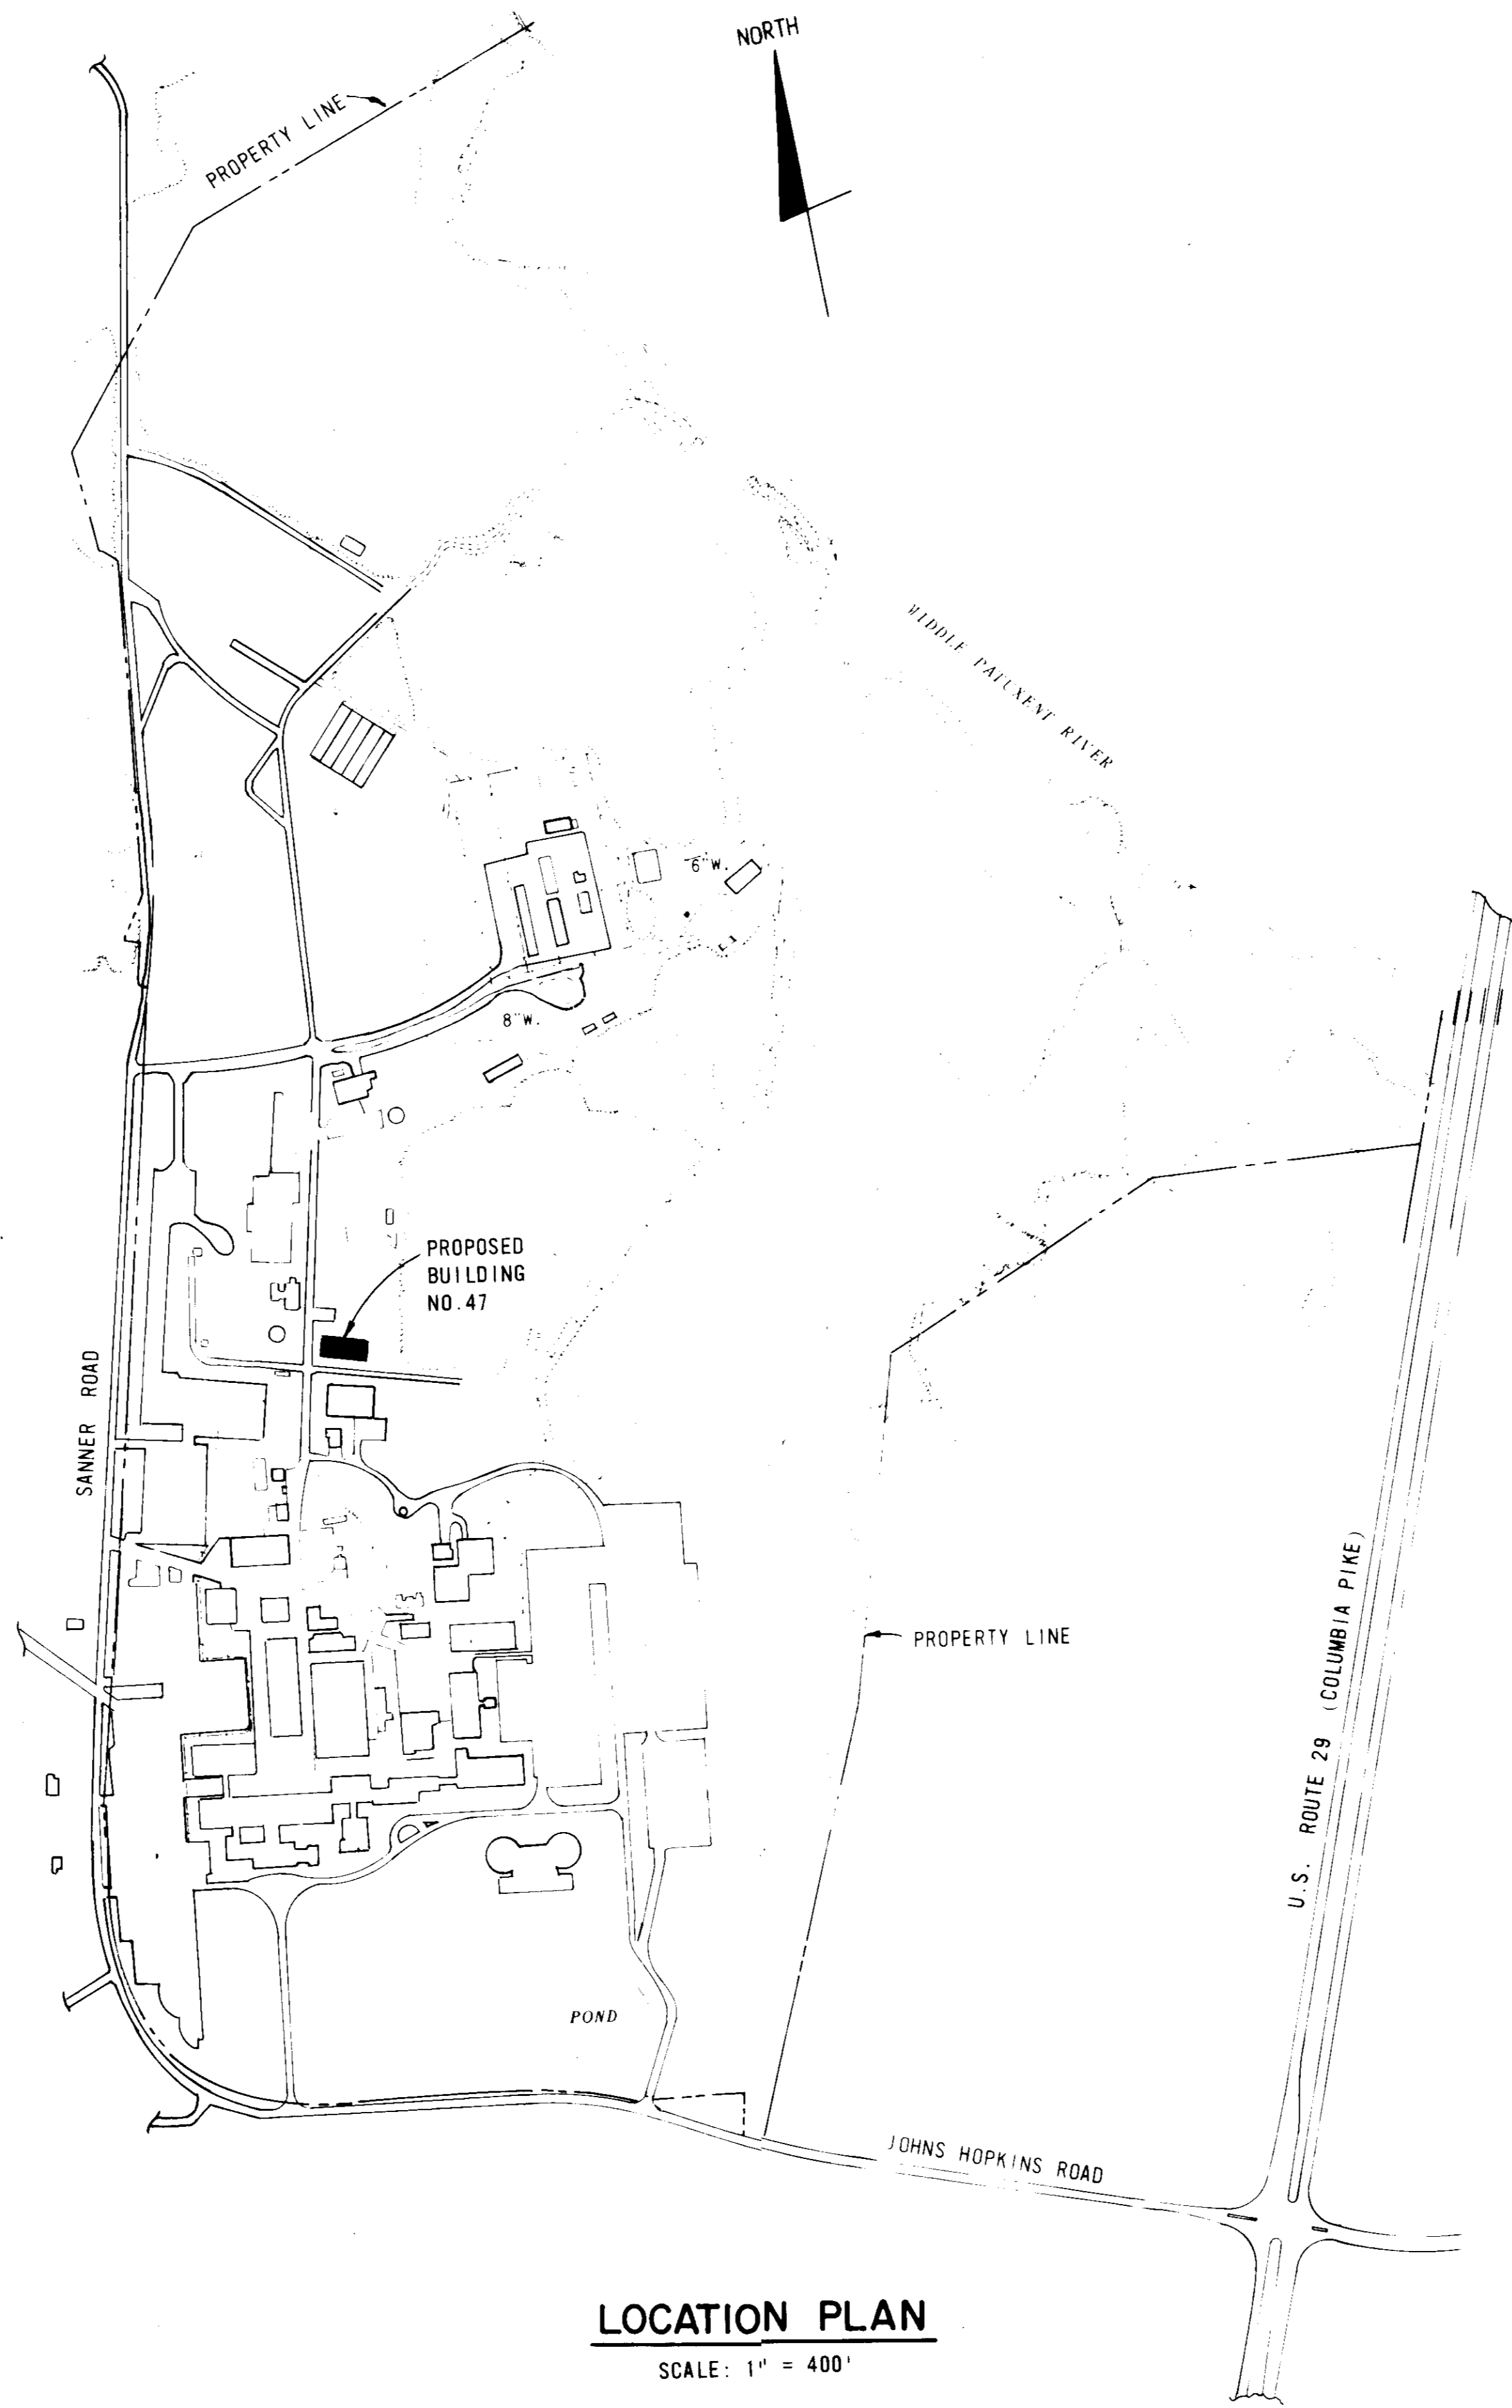 NORTH
PROPERTY LINE
MIDDLE PATUXENT RIVER
6"W.
8"W.
PROPOSED
BUILDING
NO.47
SANNER ROAD
PROPERTY LINE
U.S. ROUTE 29 (COLUMBIA PIKE)
POND
JOHNS HOPKINS ROAD
LOCATION PLAN
SCALE: 1" = 400'